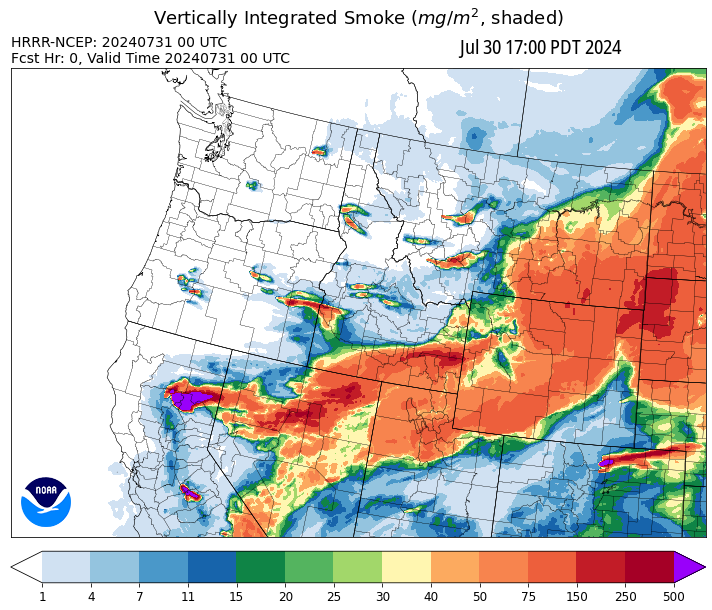 Vertically Integrated Smoke (mg/m², shaded)
HRRR-NCEP: 20240731 00 UTC
Fcst Hr: 0, Valid Time 20240731 00 UTC
Jul 30 17:00 PDT 2024
NOAA
1 4 7 11 15 20 25 30 40 50 75 150 250 500